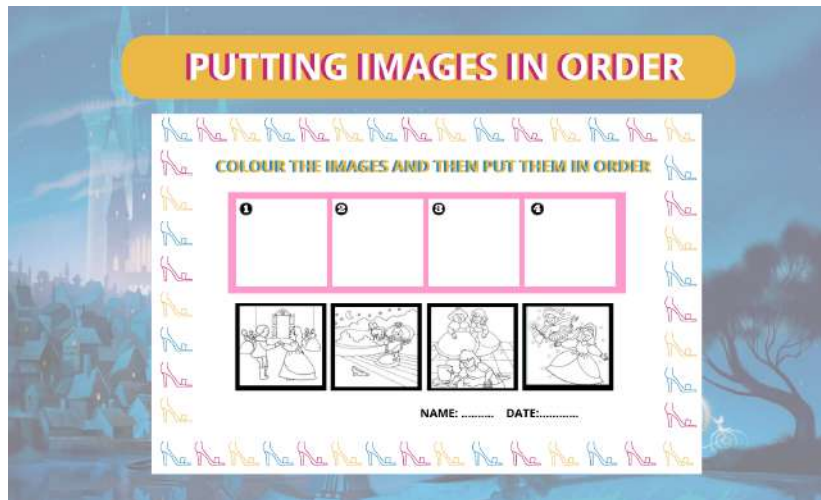 PUTTING IMAGES IN ORDER
COLOUR THE IMAGES AND THEN PUT THEM IN ORDER
1 2 3 4
NAME: .......... DATE:............